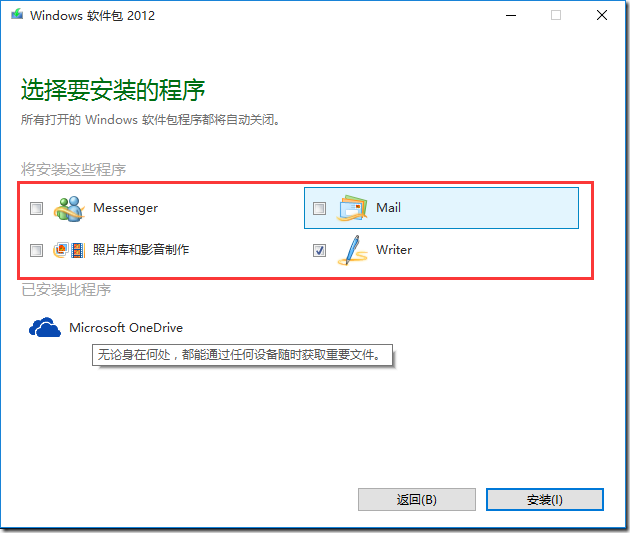 Windows 软件包 2012
选择要安装的程序
所有打开的 Windows 软件包程序都将自动关闭。
将安装这些程序
Messenger
Mail
照片库和影音制作
Writer
已安装此程序
Microsoft OneDrive
无论身在何处，都能通过任何设备随时获取重要文件。
返回(B)
安装(I)